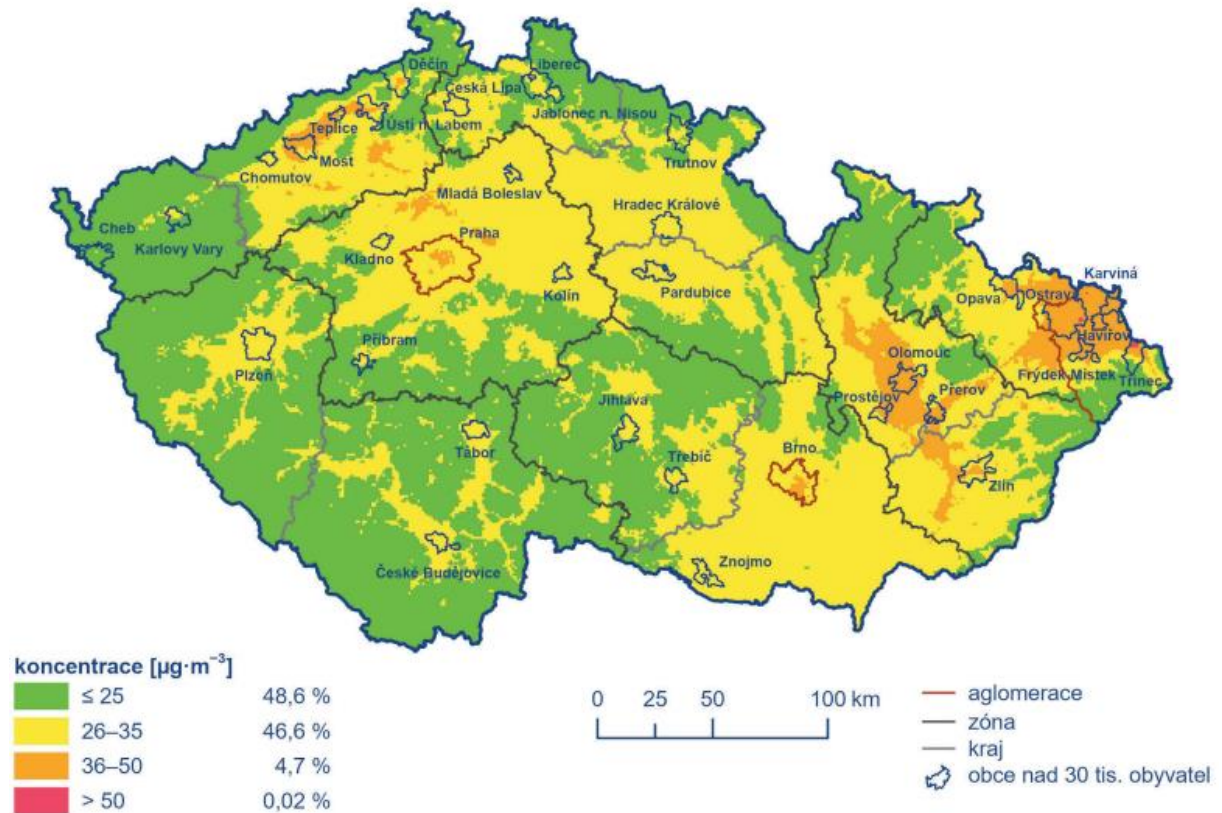 Děčín
Liberec
Česká Lípa
Teplice
Ústí n. Labem
Jablonec n. Nisou
Most
Trutnov
Chomutov
Mladá Boleslav
Hradec Králové
Cheb
Karlovy Vary
Praha
Kladno
Kolín
Pardubice
Karviná
Opava
Ostrava
Havířov
Příbram
Plzeň
Olomouc
Frýdek Místek
Třinec
Prostějov
Přerov
Jihlava
Tábor
Třebíč
Brno
Zlín
České Budějovice
Znojmo
koncentrace [µg·m⁻³]
≤ 25 48,6 %
26–35 46,6 %
36–50 4,7 %
> 50 0,02 %
0 25 50 100 km
aglomerace
zóna
kraj
obce nad 30 tis. obyvatel